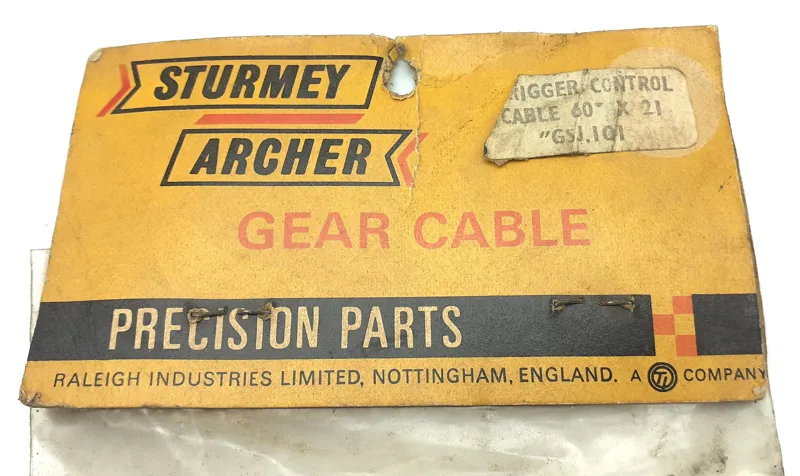 STURMEY
ARCHER
RIGGER CONTROL
CABLE 60" X 21
"GSJ.101
GEAR CABLE
PRECISION PARTS
RALEIGH INDUSTRIES LIMITED, NOTTINGHAM, ENGLAND. A TI COMPANY